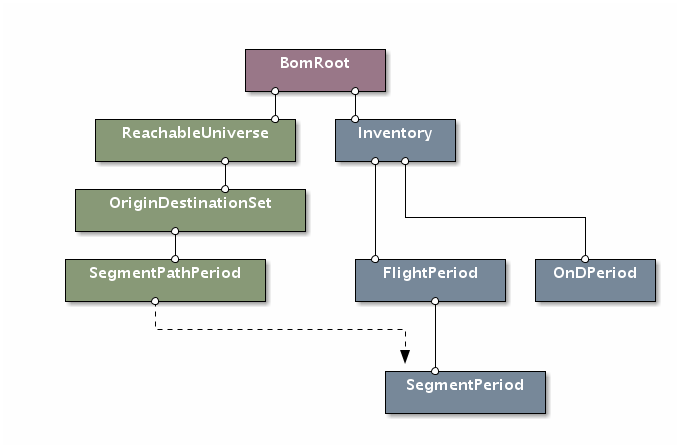 BomRoot
ReachableUniverse
Inventory
OriginDestinationSet
SegmentPathPeriod
FlightPeriod
OnDPeriod
SegmentPeriod